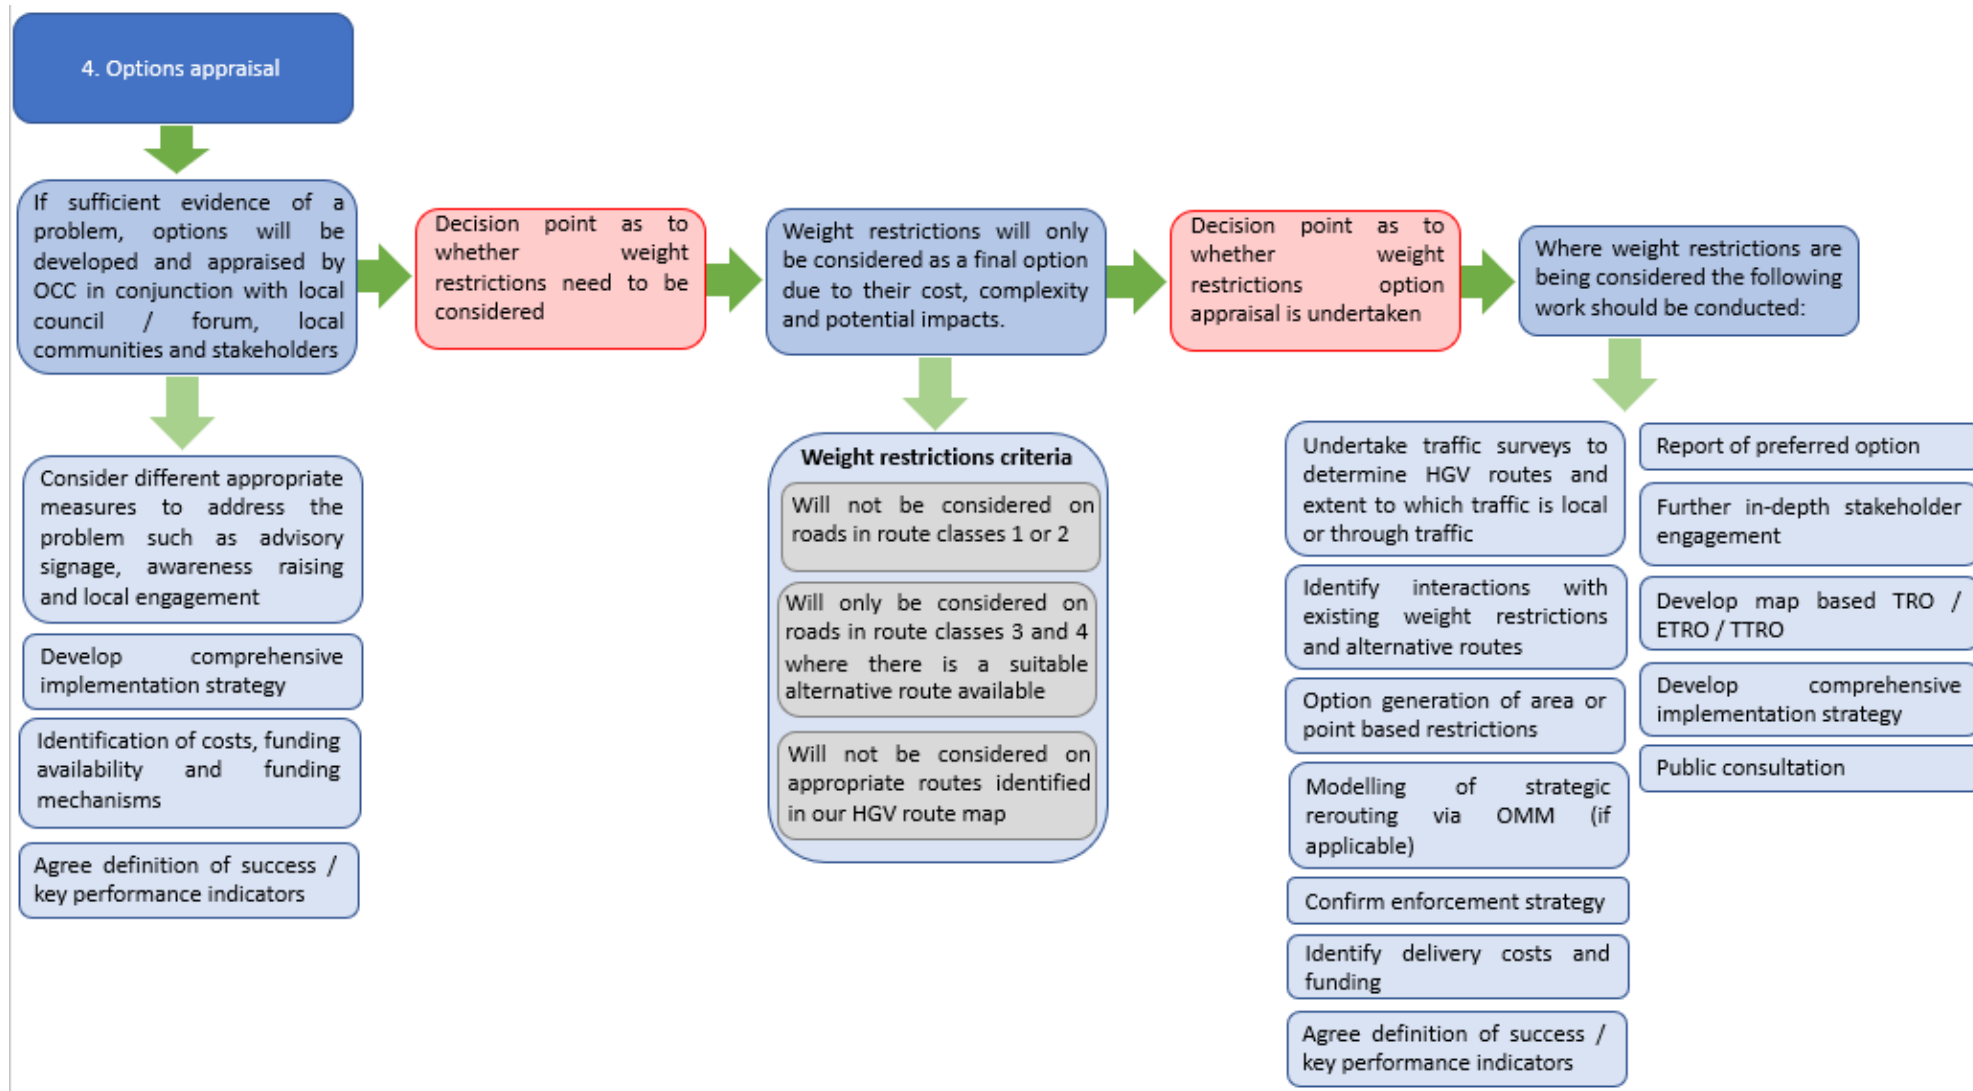 4. Options appraisal
If sufficient evidence of a
problem, options will be
developed and appraised by
OCC in conjunction with local
council / forum, local
communities and stakeholders
Decision point as to
whether weight
restrictions need to be
considered
Weight restrictions will only
be considered as a final option
due to their cost, complexity
and potential impacts.
Decision point as to
whether weight
restrictions option
appraisal is undertaken
Where weight restrictions are
being considered the following
work should be conducted:
Consider different appropriate
measures to address the
problem such as advisory
signage, awareness raising
and local engagement
Develop comprehensive
implementation strategy
Identification of costs, funding
availability and funding
mechanisms
Agree definition of success /
key performance indicators
Weight restrictions criteria
Will not be considered on
roads in route classes 1 or 2
Will only be considered on
roads in route classes 3 and 4
where there is a suitable
alternative route available
Will not be considered on
appropriate routes identified
in our HGV route map
Undertake traffic surveys to
determine HGV routes and
extent to which traffic is local
or through traffic
Identify interactions with
existing weight restrictions
and alternative routes
Option generation of area or
point based restrictions
Modelling of strategic
rerouting via OMM (if
applicable)
Confirm enforcement strategy
Identify delivery costs and
funding
Agree definition of success /
key performance indicators
Report of preferred option
Further in-depth stakeholder
engagement
Develop map based TRO /
ETRO / TTRO
Develop comprehensive
implementation strategy
Public consultation